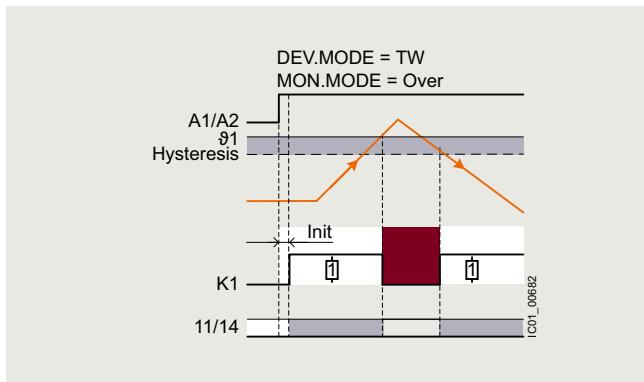 DEV.MODE = TW
MON.MODE = Over
A1/A2
ϑ1
Hysteresis
Init
1
1
K1
11/14
IC01_00682